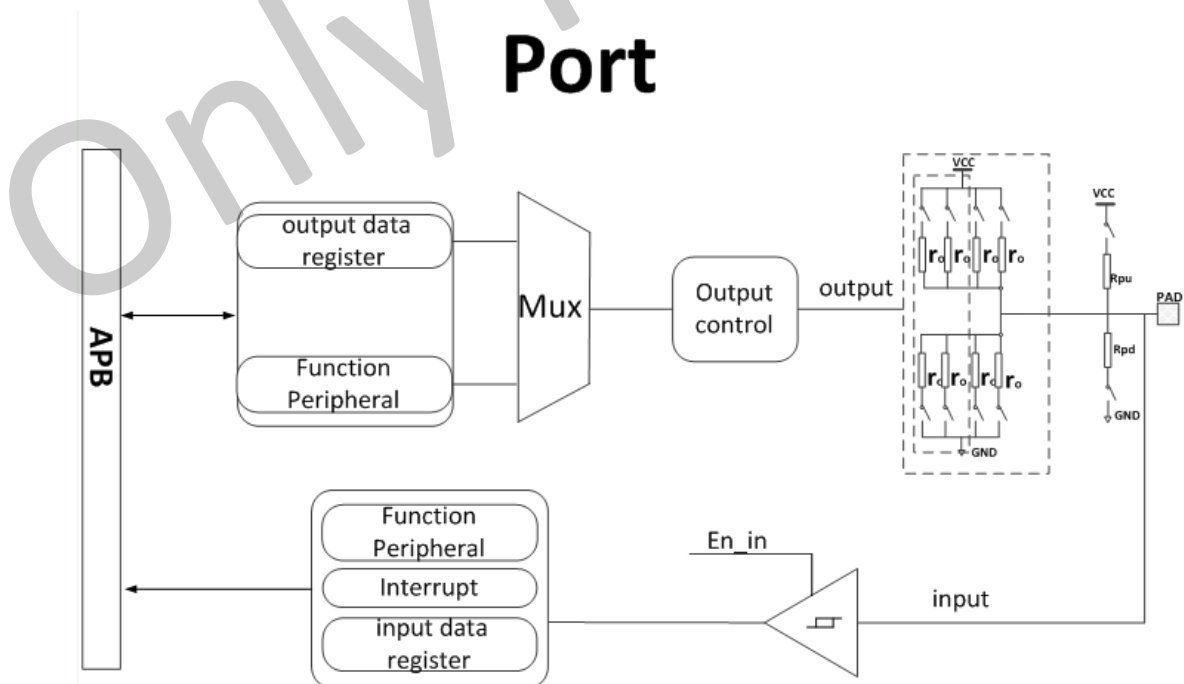 Only
Port
APB
output data
register
Function
Peripheral
Mux
Output
control
output
VCC
ro
ro
ro
ro
ro
ro
ro
ro
GND
VCC
Rpu
PAD
Rpd
GND
Function
Peripheral
Interrupt
input data
register
En_in
input